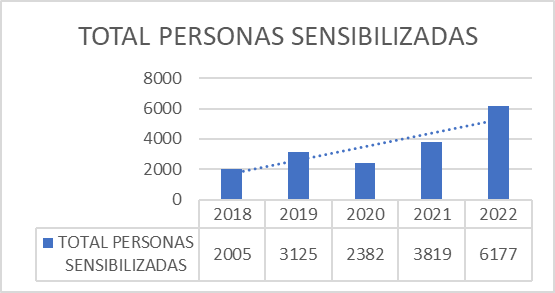 TOTAL PERSONAS SENSIBILIZADAS
8000
6000
4000
2000
0
2018 2019 2020 2021 2022
TOTAL PERSONAS
SENSIBILIZADAS
2005 3125 2382 3819 6177